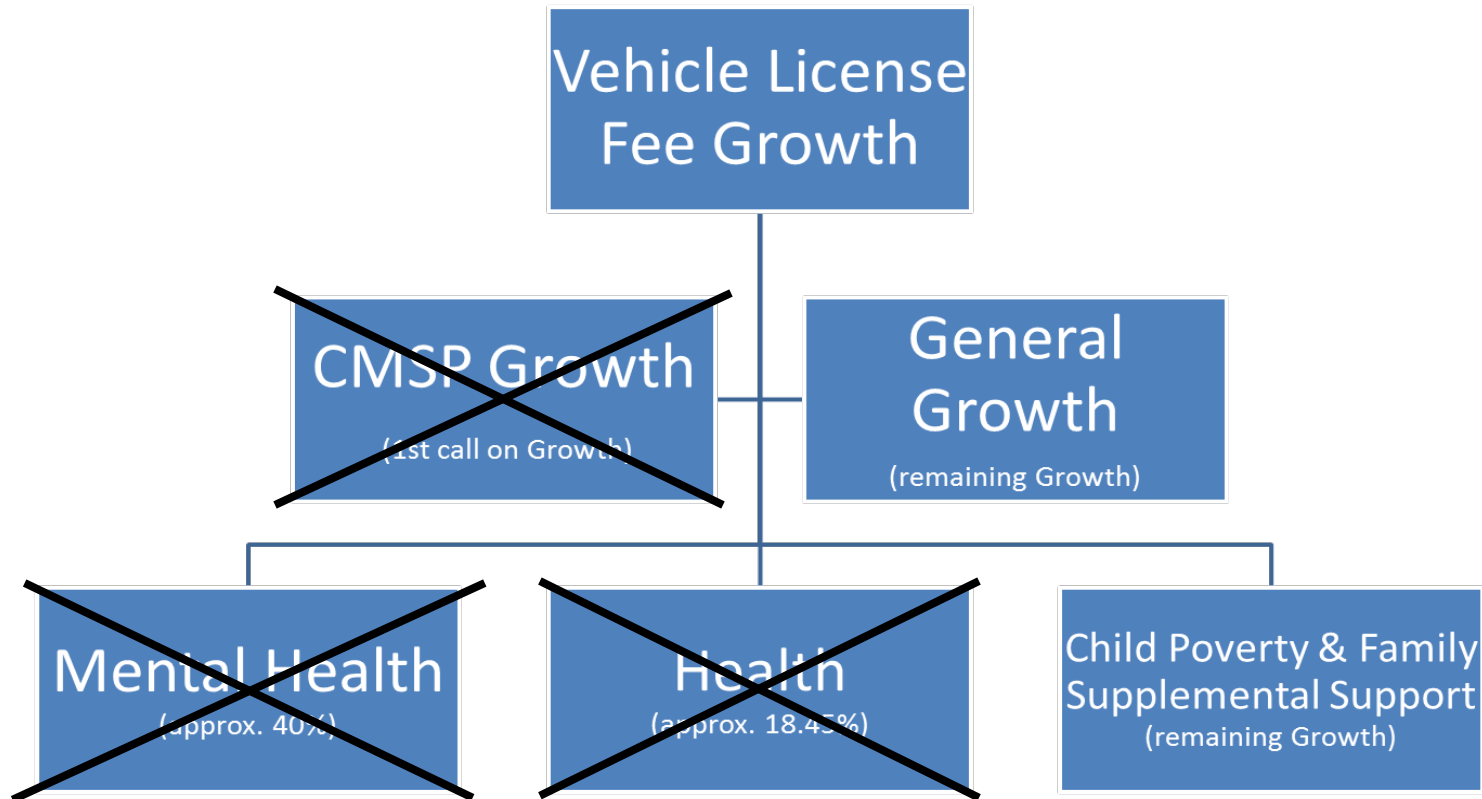 Vehicle License
Fee Growth
CMSP Growth
(1st call on Growth)
General
Growth
(remaining Growth)
Mental Health
(approx. 40%)
Health
(approx. 18.45%)
Child Poverty & Family
Supplemental Support
(remaining Growth)